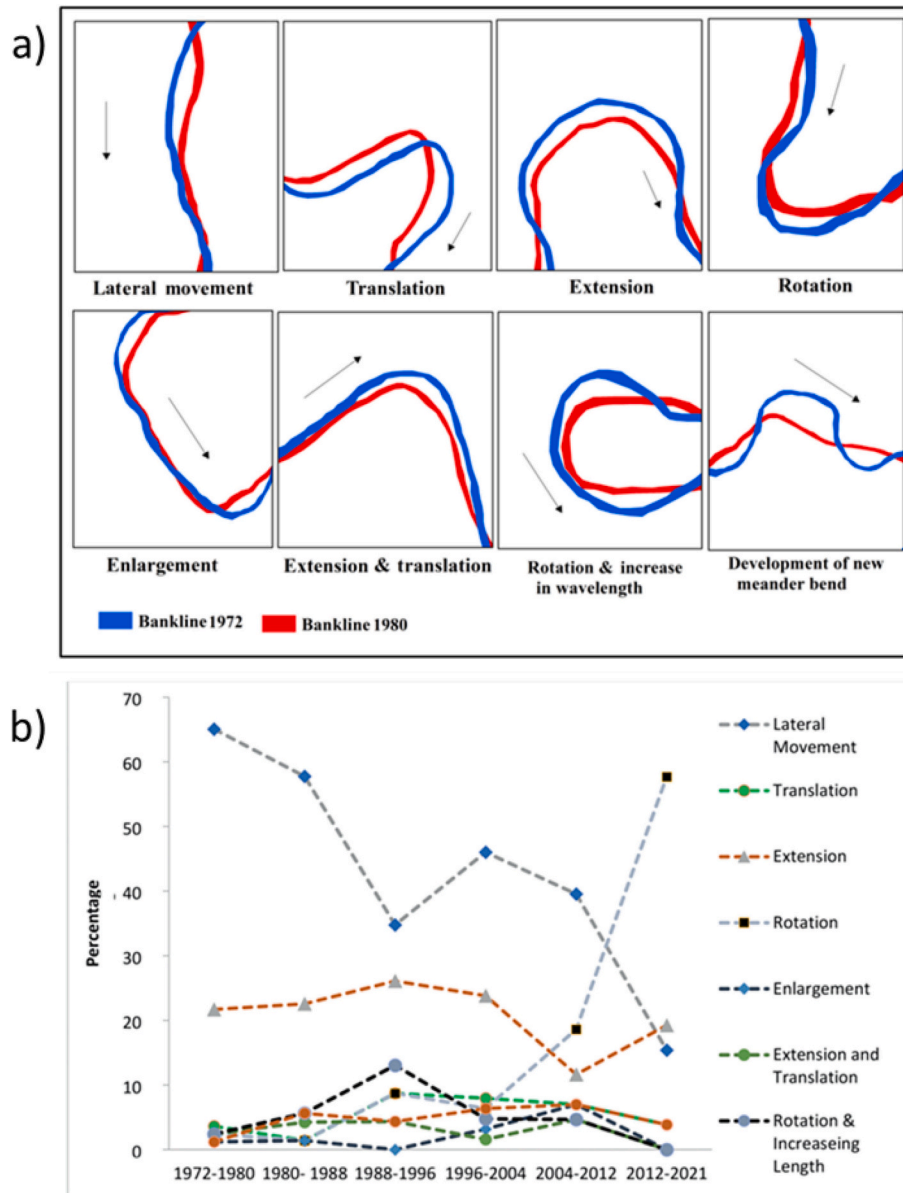 a)
Lateral movement
Translation
Extension
Rotation
Enlargement
Extension & translation
Rotation & increase
in wavelength
Development of new
meander bend
Bankline 1972
Bankline 1980
b)
70
60
50
40
30
20
10
0
Percentage
1972-1980
1980- 1988
1988-1996
1996-2004
2004-2012
2012-2021
Lateral
Movement
Translation
Extension
Rotation
Enlargement
Extension and
Translation
Rotation &
Increaseing
Length